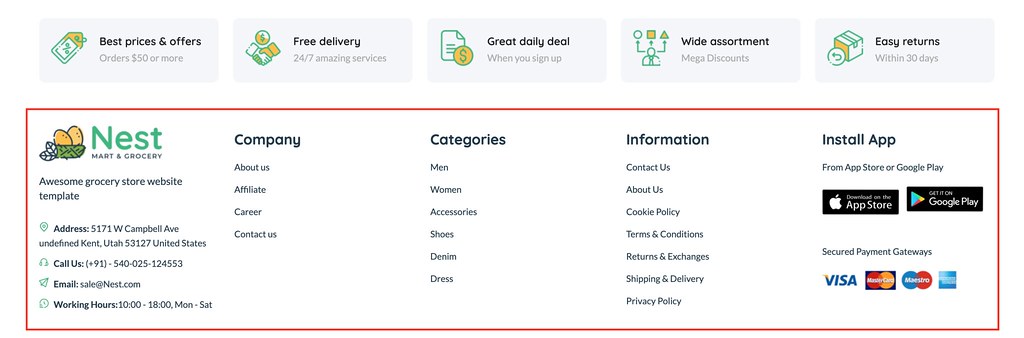 Best prices & offers
Orders $50 or more
Free delivery
24/7 amazing services
Great daily deal
When you sign up
Wide assortment
Mega Discounts
Easy returns
Within 30 days
Nest
MART & GROCERY
Awesome grocery store website
template
Address: 5171 W Campbell Ave
undefined Kent, Utah 53127 United States
Call Us: (+91) - 540-025-124553
Email: sale@Nest.com
Working Hours:10:00 - 18:00, Mon - Sat
Company
About us
Affiliate
Career
Contact us
Categories
Men
Women
Accessories
Shoes
Denim
Dress
Information
Contact Us
About Us
Cookie Policy
Terms & Conditions
Returns & Exchanges
Shipping & Delivery
Privacy Policy
Install App
From App Store or Google Play
Download on the
App Store
GET IT ON
Google Play
Secured Payment Gateways
VISA
MasterCard
Maestro